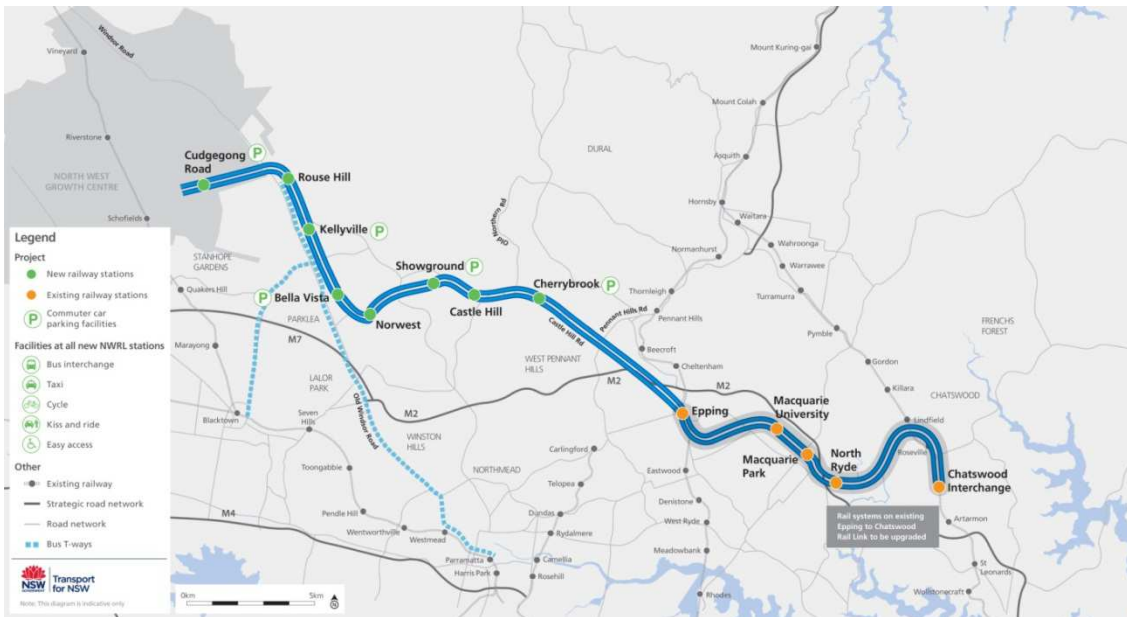 Vineyard
Windsor Road
Riverstone
NORTH WEST
GROWTH CENTRE
Schofields
Cudgegong
Road
P
Rouse Hill
Kellyville
P
STANHOPE
GARDENS
Quakers Hill
P
Bella Vista
PARKLEA
Norwest
Showground
P
Castle Hill
Cherrybrook
P
Old Northern Rd
DURAL
Mount Kuring-gai
Mount Colah
Asquith
Hornsby
Waitara
Normanhurst
Wahroonga
Warrawee
Thornleigh
Turramurra
Pennant Hills Rd
Pennant Hills
Castle Hill Rd
Pymble
Beecroft
WEST PENNANT
HILLS
Cheltenham
Gordon
FRENCHS
FOREST
Killara
CHATSWOOD
Lindfield
Roseville
M7
Marayong
LALOR
PARK
M2
M2
M2
Blacktown
Seven
Hills
Old Windsor Road
WINSTON
HILLS
Toongabbie
NORTHMEAD
Carlingford
Epping
Macquarie
University
Macquarie
Park
North
Ryde
Chatswood
Interchange
Eastwood
Telopea
Denistone
Pendle Hill
Dundas
West Ryde
Rydalmere
Wentworthville
Westmead
M4
Parramatta
Camellia
Meadowbank
Harris Park
Rosehill
Rhodes
Artarmon
St
Leonards
Wollstonecraft
Rail systems on existing
Epping to Chatswood
Rail Link to be upgraded
Legend
Project
New railway stations
Existing railway stations
P
Commuter car
parking facilities
Facilities at all new NWRL stations
Bus interchange
Taxi
Cycle
Kiss and ride
Easy access
Other
Existing railway
Strategic road network
Road network
Bus T-ways
NSW
GOVERNMENT
Transport
for NSW
Note: This diagram is indicative only
0km
5km
N